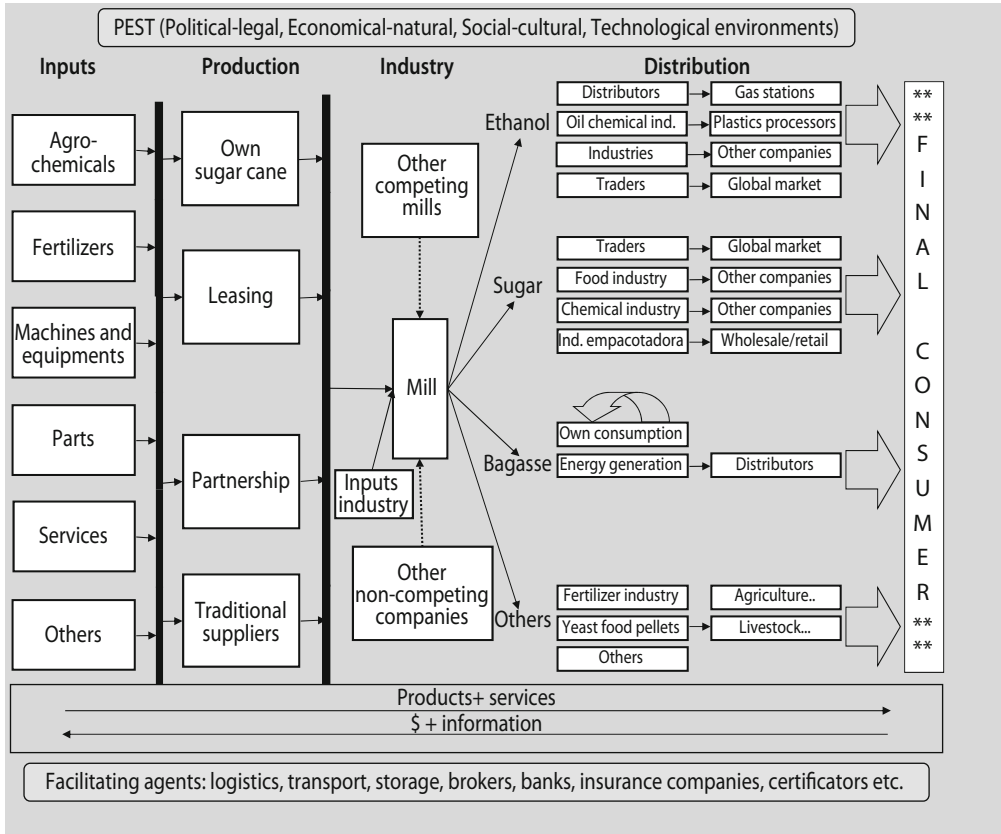 PEST (Political-legal, Economical-natural, Social-cultural, Technological environments)
Inputs
Production
Industry
Distribution
Agro-
chemicals
Fertilizers
Machines and
equipments
Parts
Services
Others
Own
sugar cane
Leasing
Partnership
Traditional
suppliers
Other
competing
mills
Mill
Inputs
industry
Other
non-competing
companies
Ethanol
Distributors
Gas stations
Oil chemical ind.
Plastics processors
Industries
Other companies
Traders
Global market
Sugar
Traders
Global market
Food industry
Other companies
Chemical industry
Other companies
Ind. empacotadora
Wholesale/retail
Bagasse
Own consumption
Energy generation
Distributors
Others
Fertilizer industry
Agriculture..
Yeast food pellets
Livestock...
Others
**
**
F
I
N
A
L
C
O
N
S
U
M
E
R
**
**
Products+ services
$ + information
Facilitating agents: logistics, transport, storage, brokers, banks, insurance companies, certificators etc.